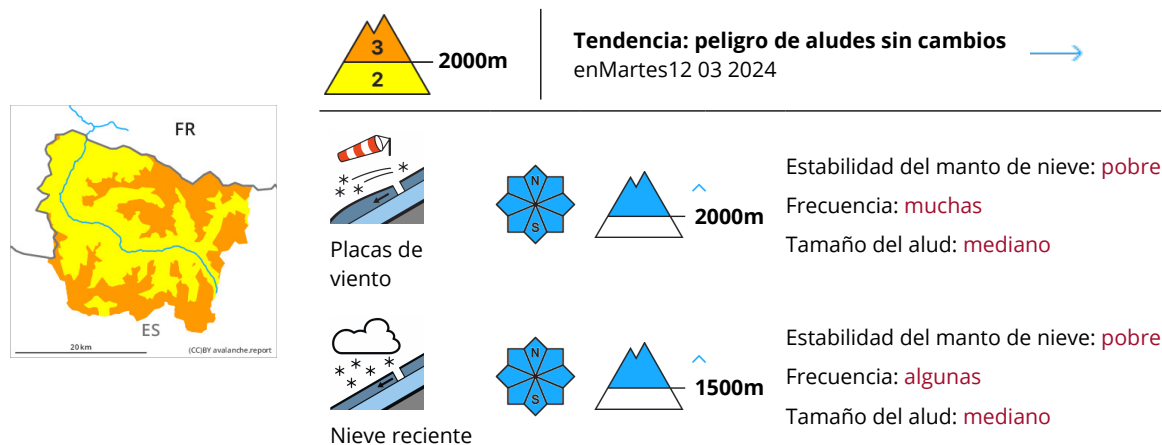 3
2
2000m
Tendencia: peligro de aludes sin cambios
enMartes12 03 2024
FR
ES
20 km
(CC)BY avalanche.report
N
S
2000m
Placas de
viento
Estabilidad del manto de nieve: pobre
Frecuencia: muchas
Tamaño del alud: mediano
N
S
1500m
Nieve reciente
Estabilidad del manto de nieve: pobre
Frecuencia: algunas
Tamaño del alud: mediano